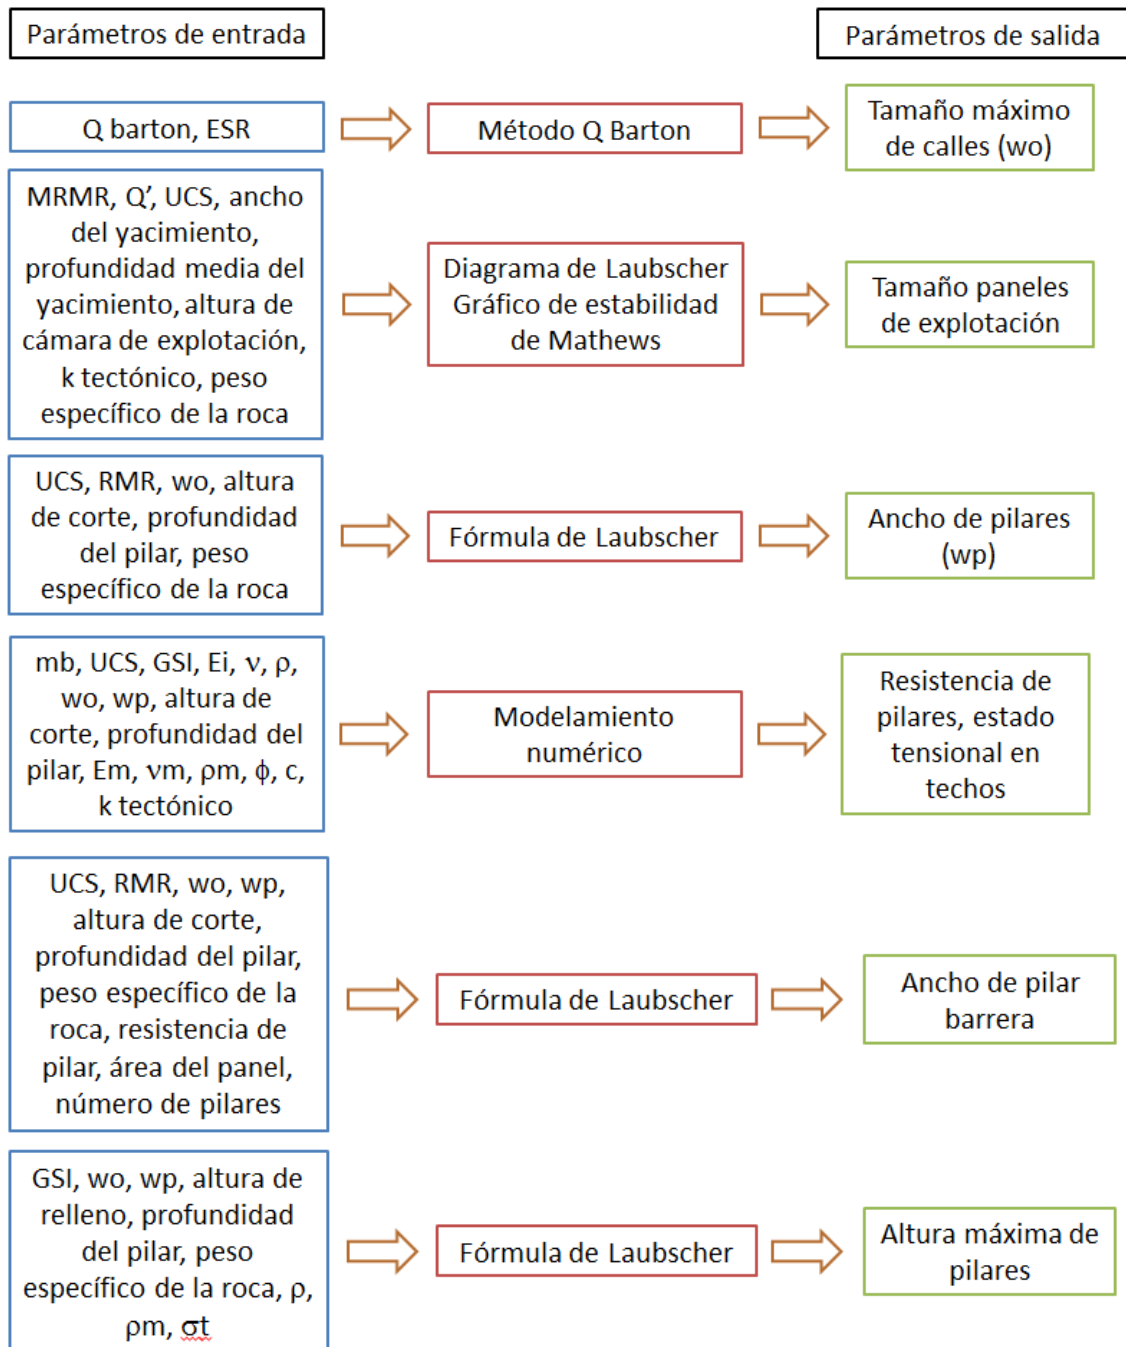 Parámetros de entrada
Parámetros de salida
Q barton, ESR
Método Q Barton
Tamaño máximo
de calles (wo)
MRMR, Q’, UCS, ancho
del yacimiento,
profundidad media del
yacimiento, altura de
cámara de explotación,
k tectónico, peso
específico de la roca
Diagrama de Laubscher
Gráfico de estabilidad
de Mathews
Tamaño paneles
de explotación
UCS, RMR, wo, altura
de corte, profundidad
del pilar, peso
específico de la roca
Fórmula de Laubscher
Ancho de pilares
(wp)
mb, UCS, GSI, Ei, ν, ρ,
wo, wp, altura de
corte, profundidad del
pilar, Em, νm, ρm, ϕ, c,
k tectónico
Modelamiento
numérico
Resistencia de
pilares, estado
tensional en
techos
UCS, RMR, wo, wp,
altura de corte,
profundidad del pilar,
peso específico de la
roca, resistencia de
pilar, área del panel,
número de pilares
Fórmula de Laubscher
Ancho de pilar
barrera
GSI, wo, wp, altura de
relleno, profundidad
del pilar, peso
específico de la roca, ρ,
ρm, σt
Fórmula de Laubscher
Altura máxima de
pilares